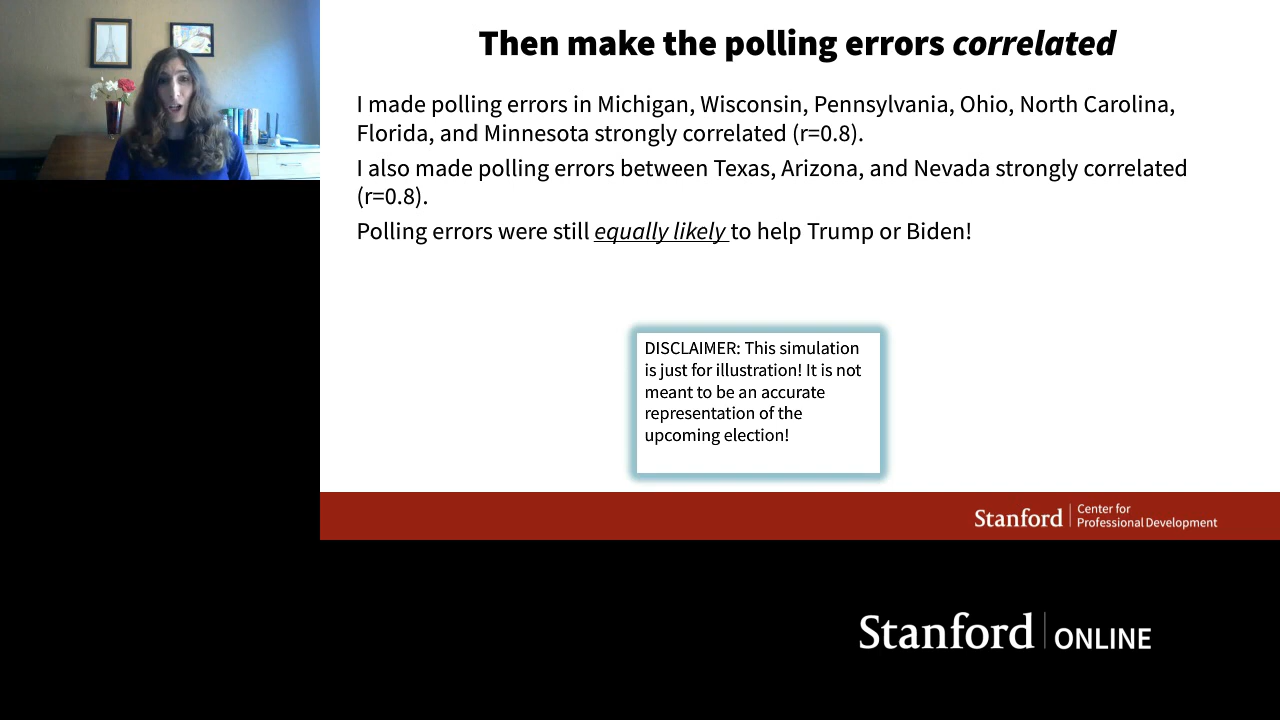 Then make the polling errors correlated
I made polling errors in Michigan, Wisconsin, Pennsylvania, Ohio, North Carolina,
Florida, and Minnesota strongly correlated (r=0.8).
I also made polling errors between Texas, Arizona, and Nevada strongly correlated
(r=0.8).
Polling errors were still equally likely to help Trump or Biden!
DISCLAIMER: This simulation
is just for illustration! It is not
meant to be an accurate
representation of the
upcoming election!
Stanford
Center for
Professional Development
Stanford ONLINE